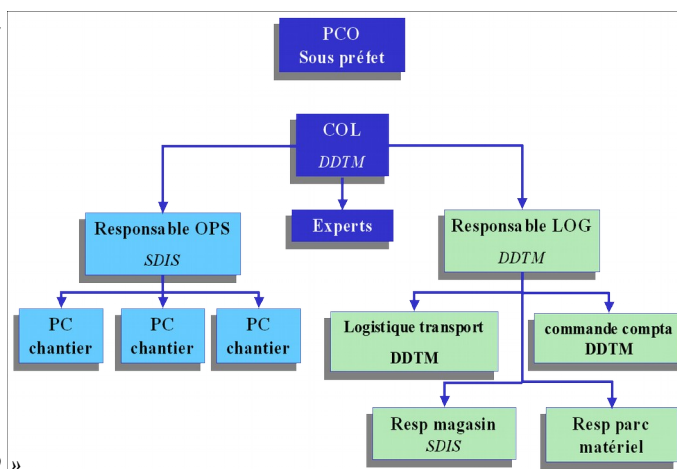 PCO
Sous préfet
COL
DDTM
Experts
Responsable OPS
SDIS
Responsable LOG
DDTM
PC
chantier
PC
chantier
PC
chantier
Logistique transport
DDTM
commande compta
DDTM
Resp magasin
SDIS
Resp parc
matériel
»